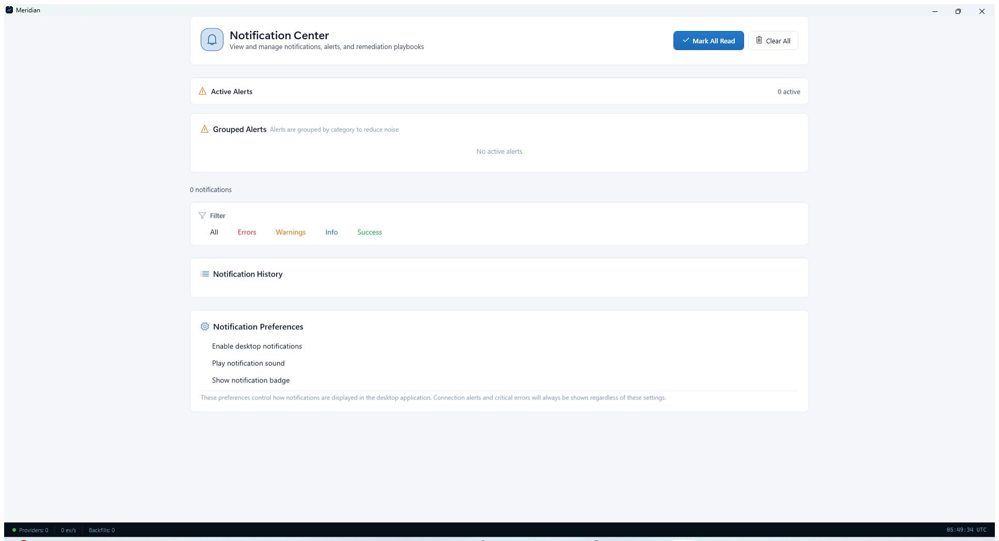 Meridian
Notification Center
View and manage notifications, alerts, and remediation playbooks
Mark All Read
Clear All
Active Alerts
0 active
Grouped Alerts Alerts are grouped by category to reduce noise
No active alerts
0 notifications
Filter
All Errors Warnings Info Success
Notification History
Notification Preferences
Enable desktop notifications
Play notification sound
Show notification badge
These preferences control how notifications are displayed in the desktop application. Connection alerts and critical errors will always be shown regardless of these settings.
Providers: 0 0 ev/s Backfills: 0 05:49:34 UTC